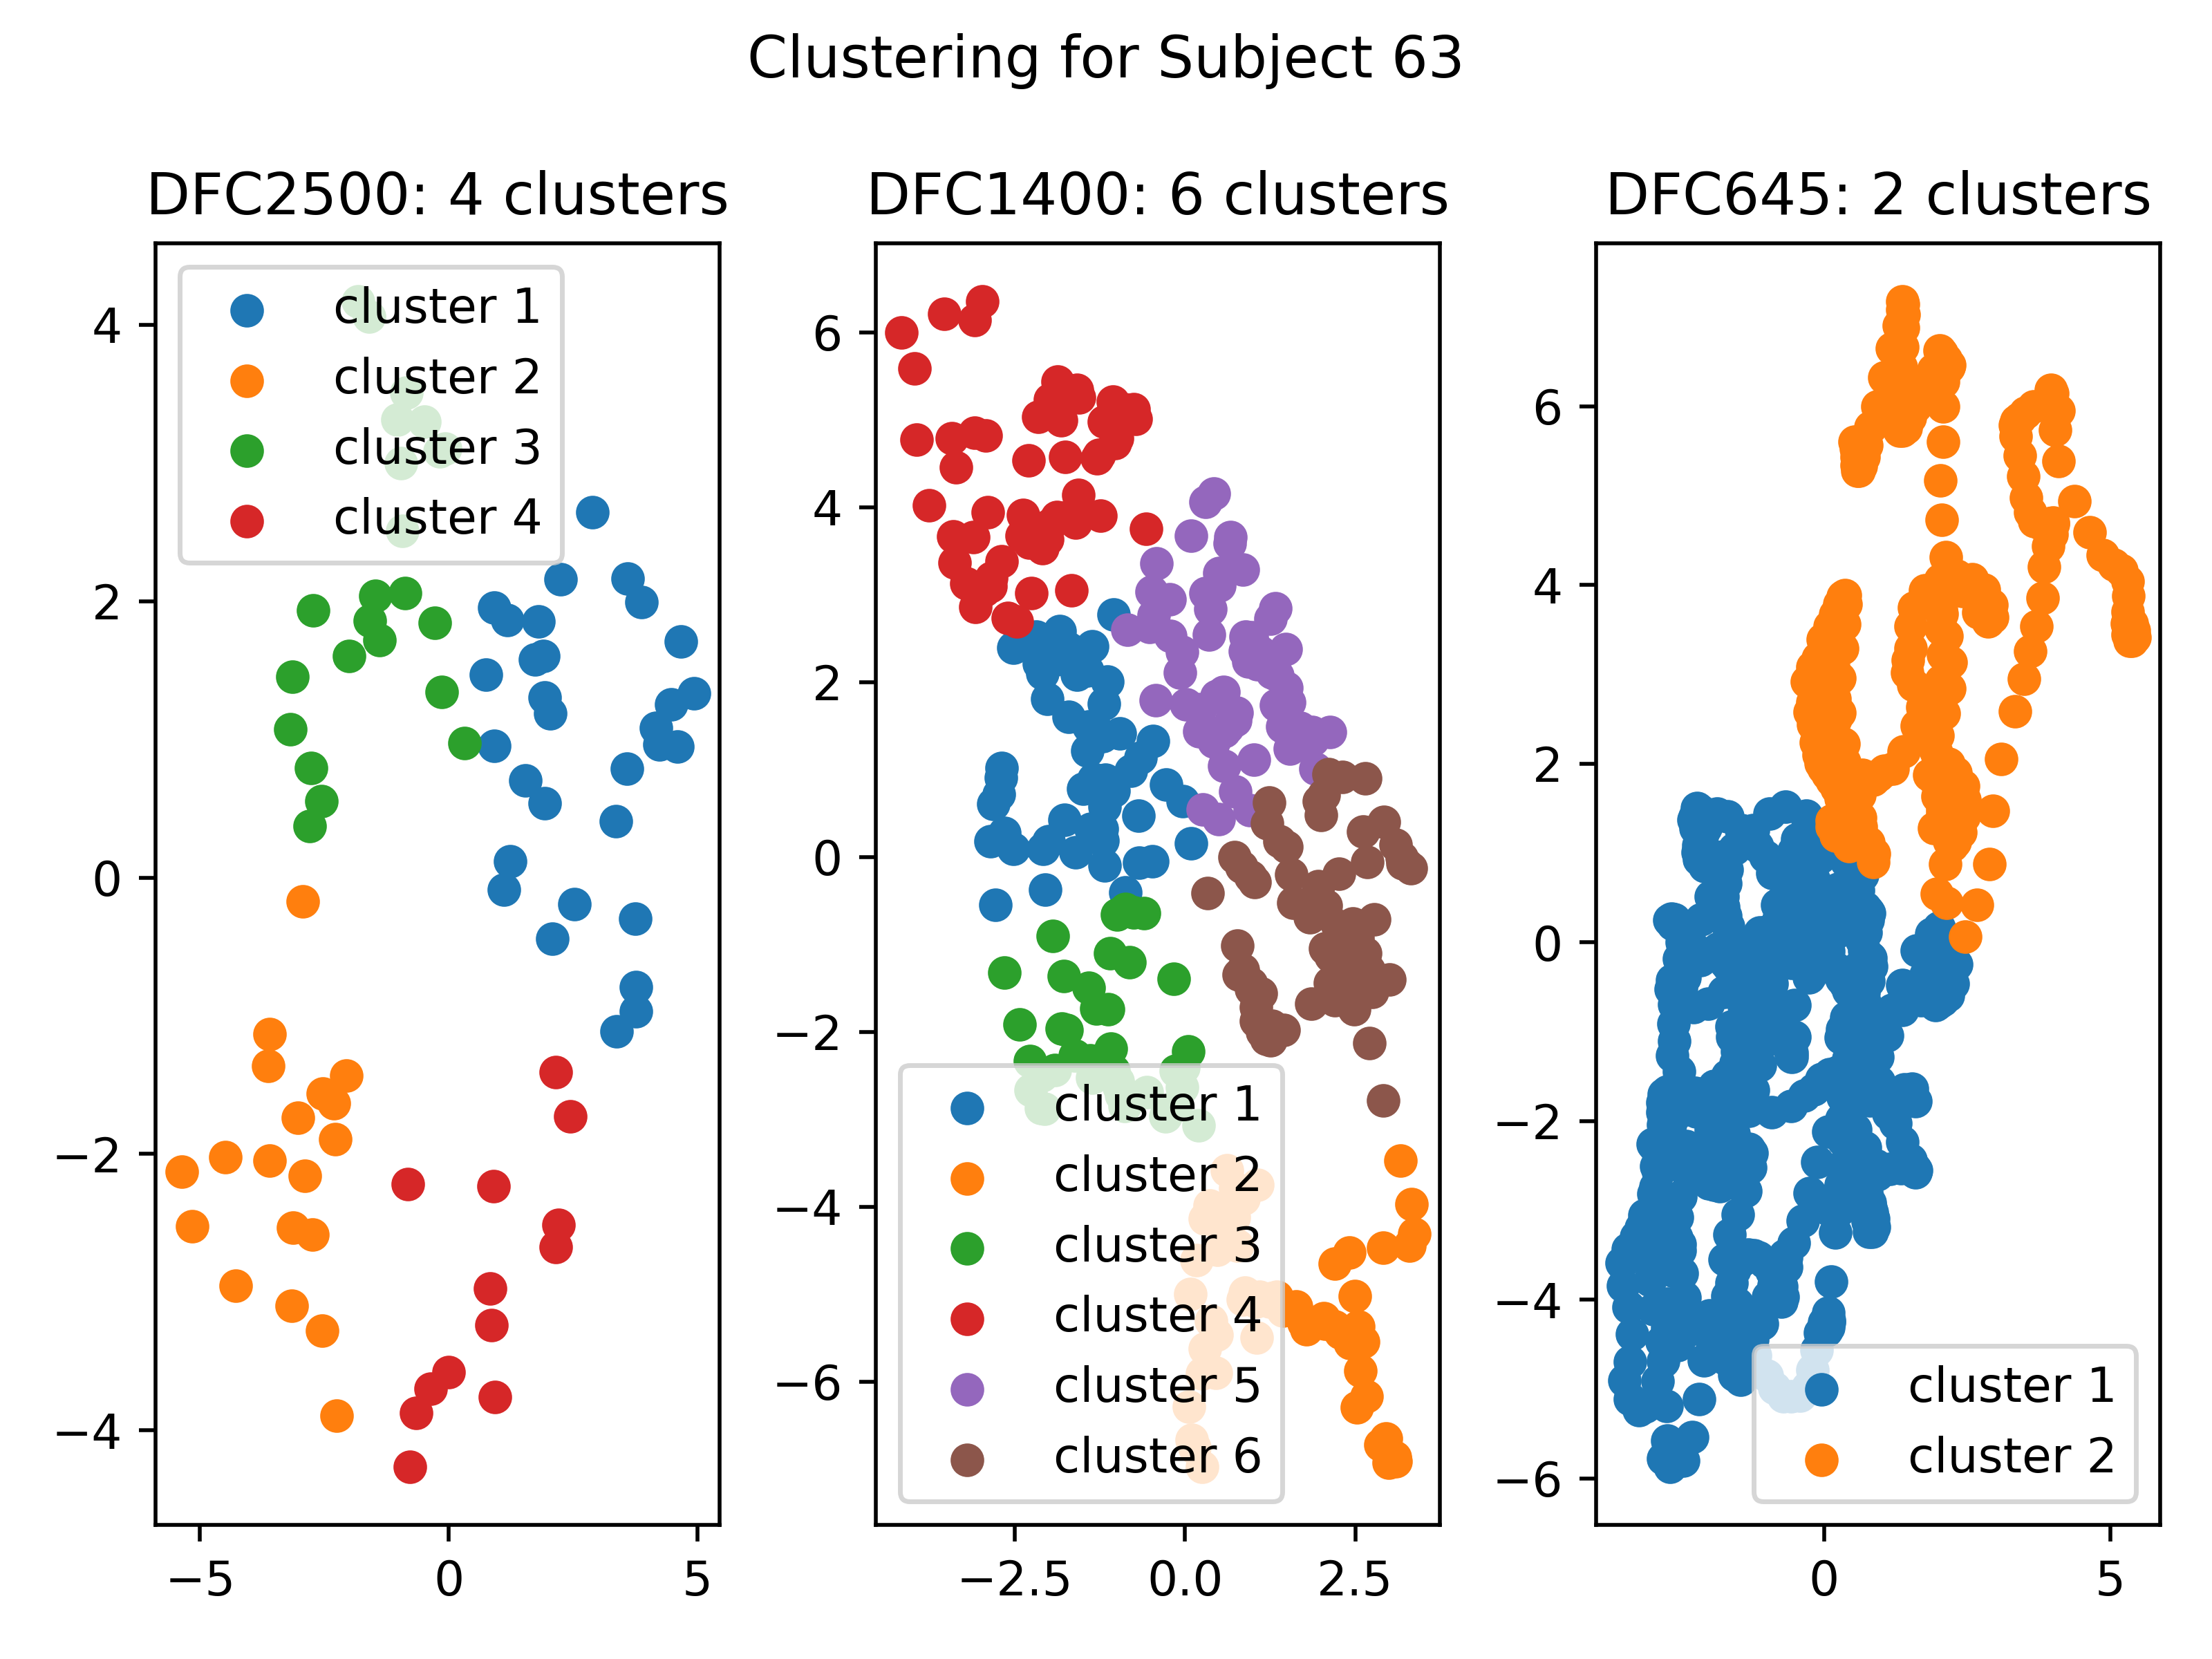 Clustering for Subject 63
DFC2500: 4 clusters
4
2
0
−2
−4
−5
0
5
cluster 1
cluster 2
cluster 3
cluster 4
DFC1400: 6 clusters
6
4
2
0
−2
−4
−6
−2.5
0.0
2.5
cluster 1
cluster 2
cluster 3
cluster 4
cluster 5
cluster 6
DFC645: 2 clusters
6
4
2
0
−2
−4
−6
0
5
cluster 1
cluster 2